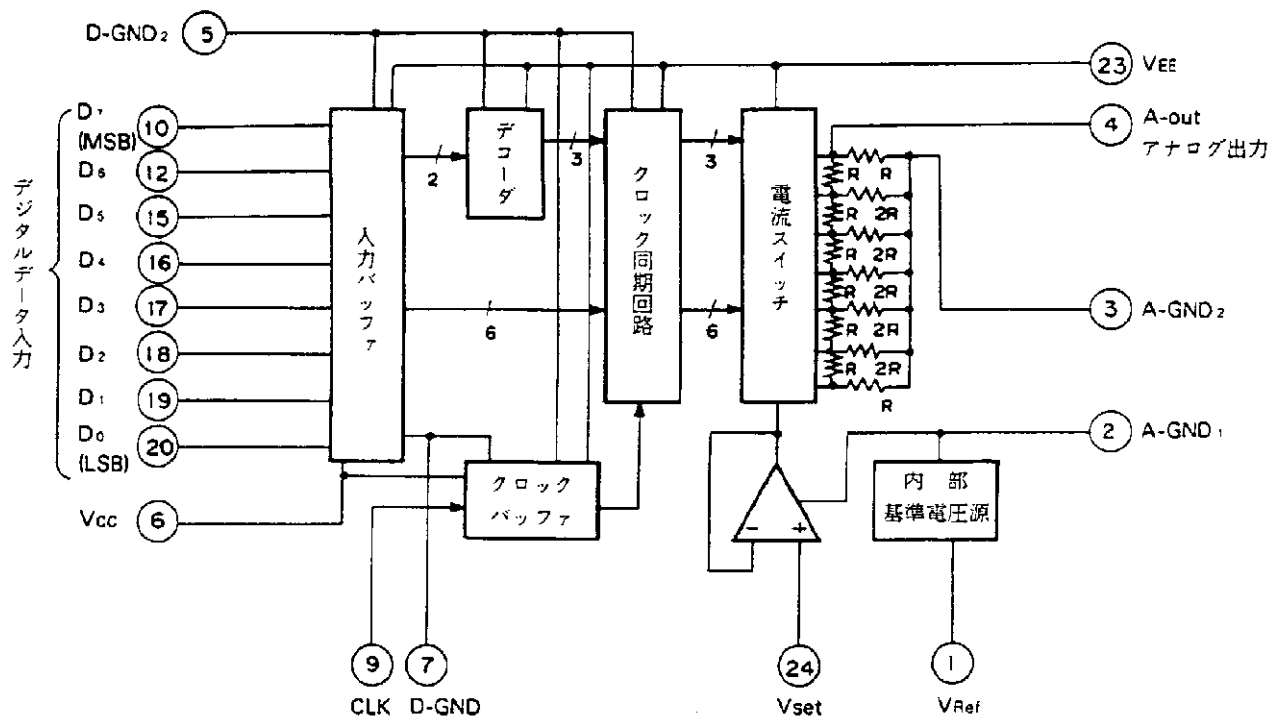 D-GND₂ 5
23 VEE
デジタルデータ入力
D₇ (MSB) 10
D₆ 12
D₅ 15
D₄ 16
D₃ 17
D₂ 18
D₁ 19
D₀ (LSB) 20
Vcc 6
入力バッファ
2
6
デコーダ
3
クロック同期回路
3
6
電流スイッチ
R R
R 2R
R 2R
R 2R
R 2R
R 2R
R
4 A-out
アナログ出力
3 A-GND₂
2 A-GND₁
クロック
バッファ
- +
内部
基準電圧源
9
CLK
7
D-GND
24
Vset
1
VRef